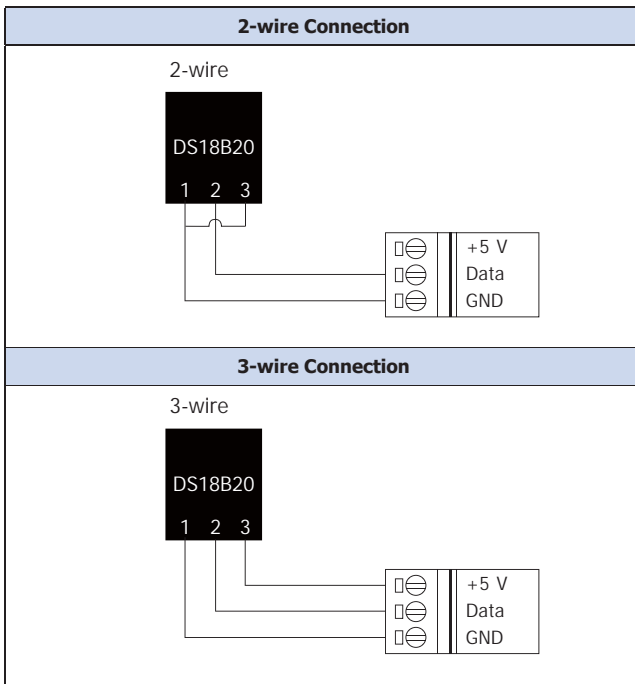 2-wire Connection
2-wire
DS18B20
1 2 3
+5 V
Data
GND
3-wire Connection
3-wire
DS18B20
1 2 3
+5 V
Data
GND